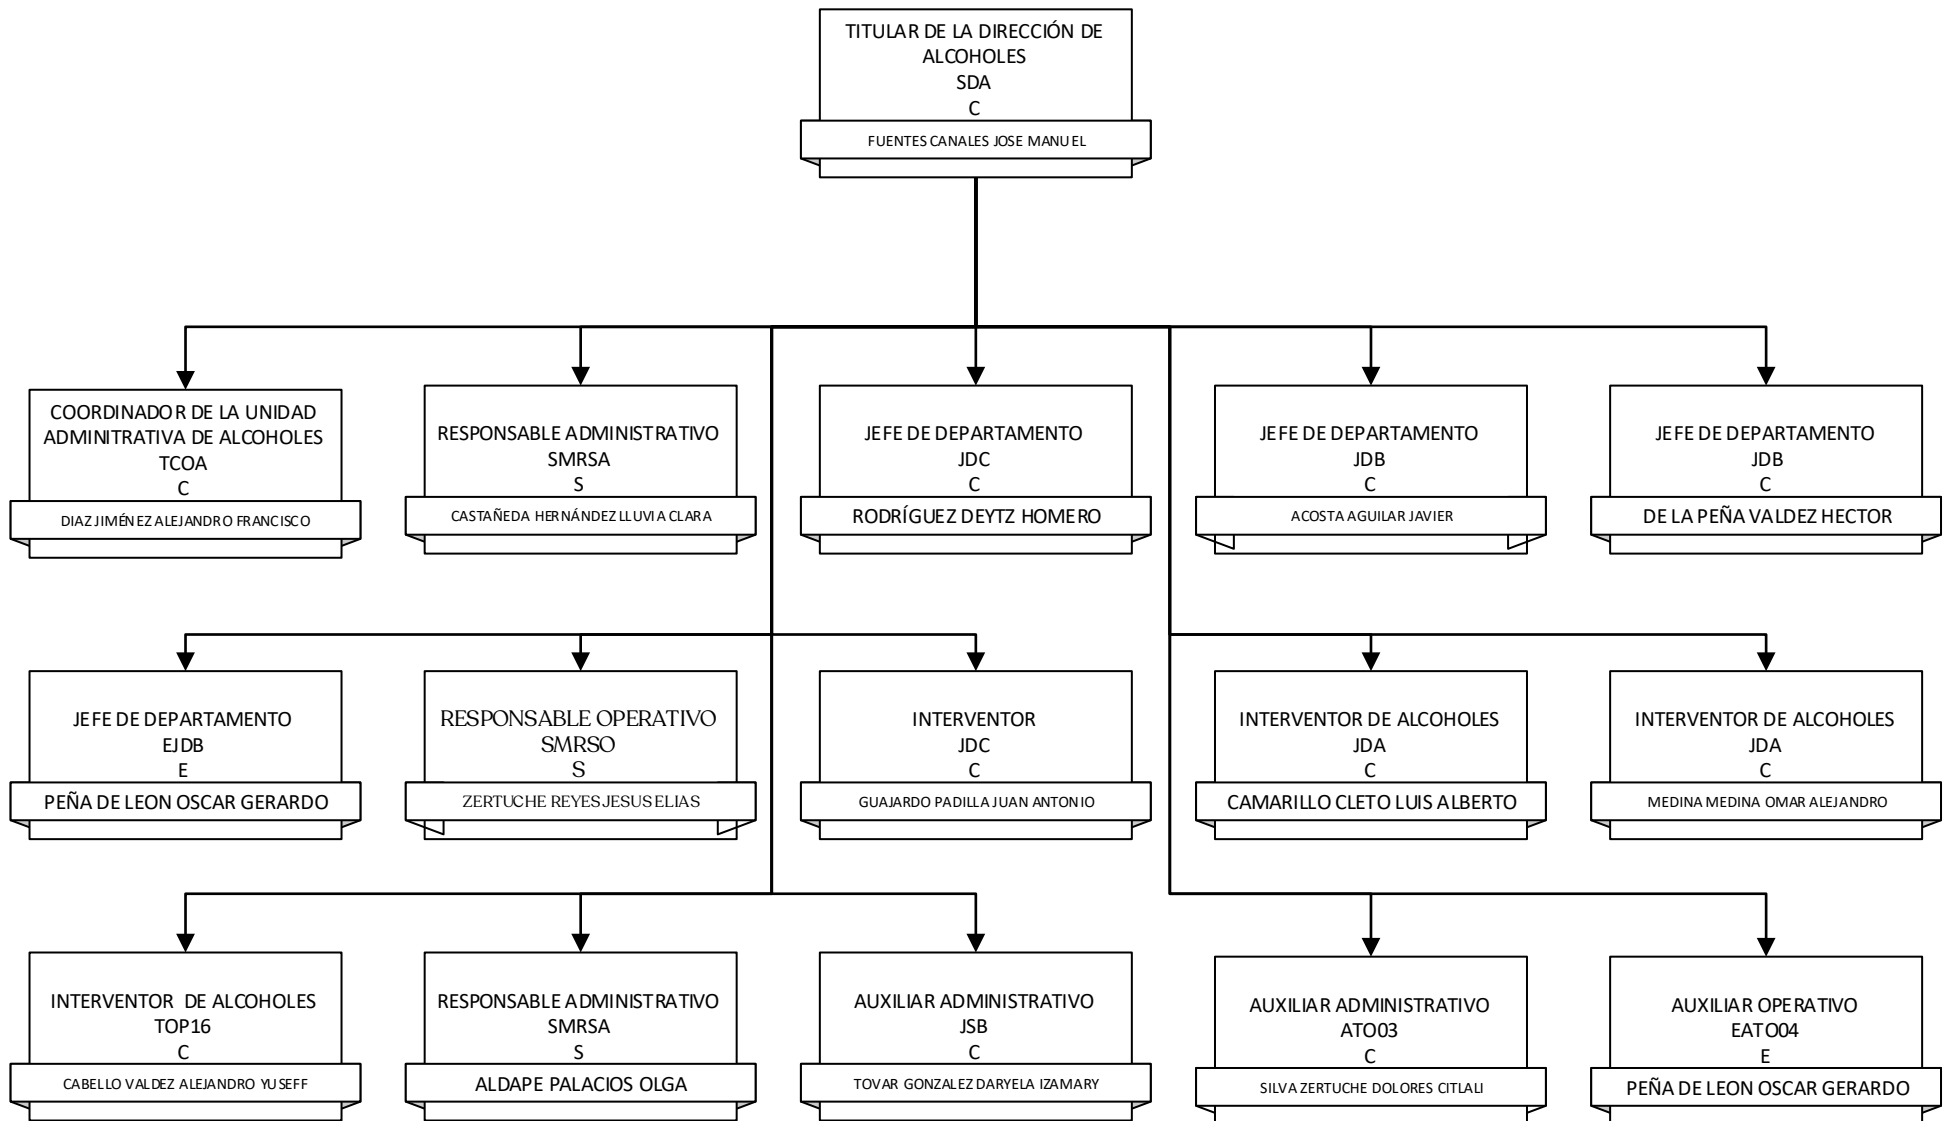 TITULAR DE LA DIRECCIÓN DE
ALCOHOLES
SDA
C
FUENTES CANALES JOSE MANUEL
COORDINADOR DE LA UNIDAD
ADMINITRATIVA DE ALCOHOLES
TCOA
C
DIAZ JIMÉNEZ ALEJANDRO FRANCISCO
RESPONSABLE ADMINISTRATIVO
SMRSA
S
CASTAÑEDA HERNÁNDEZ LLUVIA CLARA
JEFE DE DEPARTAMENTO
JDC
C
RODRÍGUEZ DEYTZ HOMERO
JEFE DE DEPARTAMENTO
JDB
C
ACOSTA AGUILAR JAVIER
JEFE DE DEPARTAMENTO
JDB
C
DE LA PEÑA VALDEZ HECTOR
JEFE DE DEPARTAMENTO
EJDB
E
PEÑA DE LEON OSCAR GERARDO
RESPONSABLE OPERATIVO
SMRSO
S
ZERTUCHE REYES JESUS ELIAS
INTERVENTOR
JDC
C
GUAJARDO PADILLA JUAN ANTONIO
INTERVENTOR DE ALCOHOLES
JDA
C
CAMARILLO CLETO LUIS ALBERTO
INTERVENTOR DE ALCOHOLES
JDA
C
MEDINA MEDINA OMAR ALEJANDRO
INTERVENTOR DE ALCOHOLES
TOP16
C
CABELLO VALDEZ ALEJANDRO YUSEFF
RESPONSABLE ADMINISTRATIVO
SMRSA
S
ALDAPE PALACIOS OLGA
AUXILIAR ADMINISTRATIVO
JSB
C
TOVAR GONZALEZ DARYELA IZAMARY
AUXILIAR ADMINISTRATIVO
ATO03
C
SILVA ZERTUCHE DOLORES CITLALI
AUXILIAR OPERATIVO
EATO04
E
PEÑA DE LEON OSCAR GERARDO